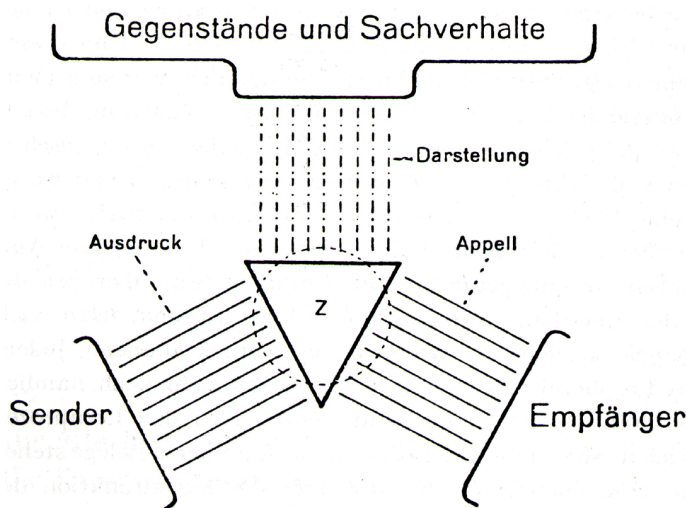 Gegenstände und Sachverhalte
Darstellung
Ausdruck
Appell
Z
Sender
Empfänger